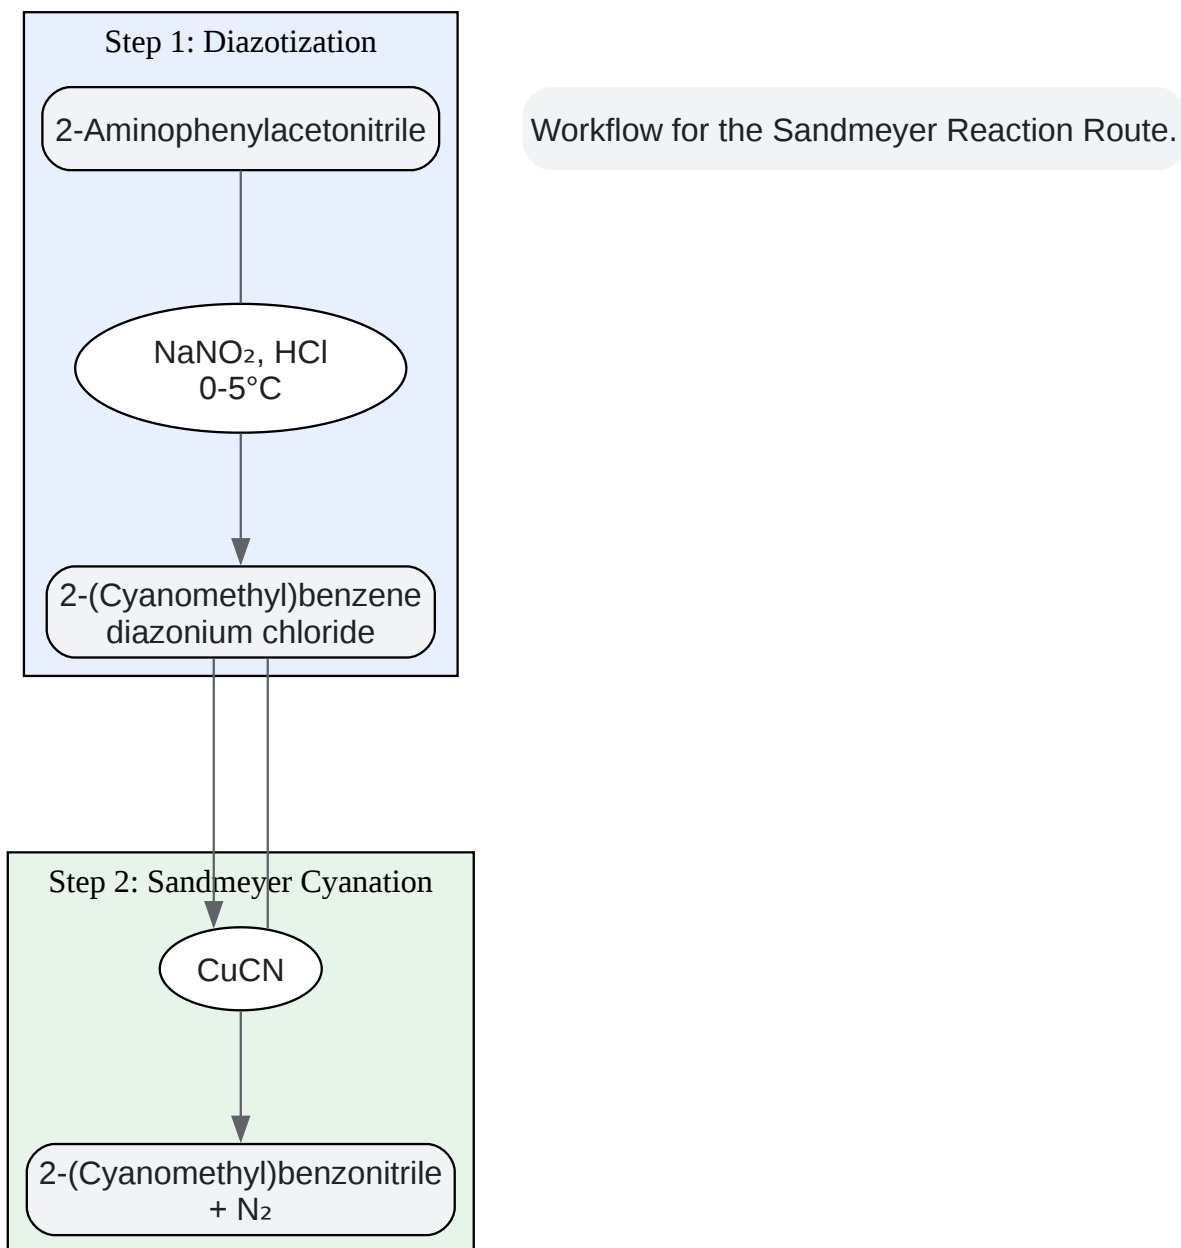 Step 1: Diazotization
2-Aminophenylacetonitrile
Workflow for the Sandmeyer Reaction Route.
NaNO₂, HCl
0-5°C
2-(Cyanomethyl)benzene
diazonium chloride
Step 2: Sandmeyer Cyanation
CuCN
2-(Cyanomethyl)benzonitrile
+ N₂